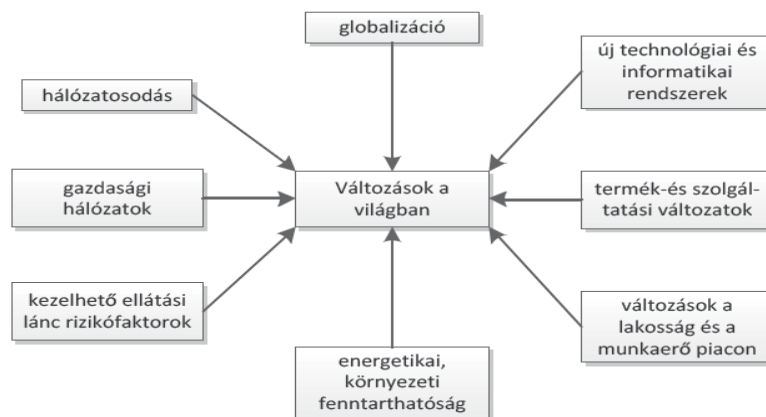 globalizáció
új technológiai és
informatikai
rendszerek
hálózatosodás
gazdasági
hálózatok
Változások a
világban
termék-és szolgál-
tatási változatok
kezelhető ellátási
lánc rizikófaktorok
energetikai,
környezeti
fenntarthatóság
változások a
lakosság és a
munkaerő piacon